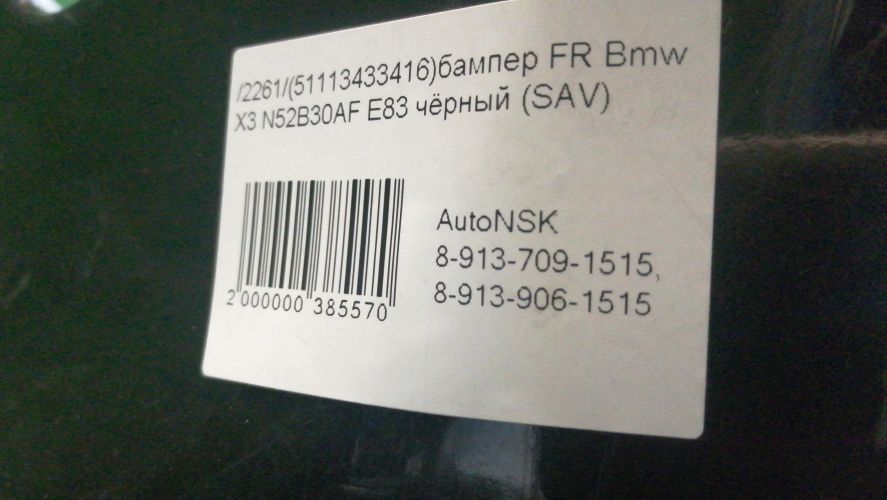 /2261/(51113433416)бампер FR Bmw
X3 N52B30AF E83 чёрный (SAV)
AutoNSK
8-913-709-1515,
8-913-906-1515
2 000000 385570